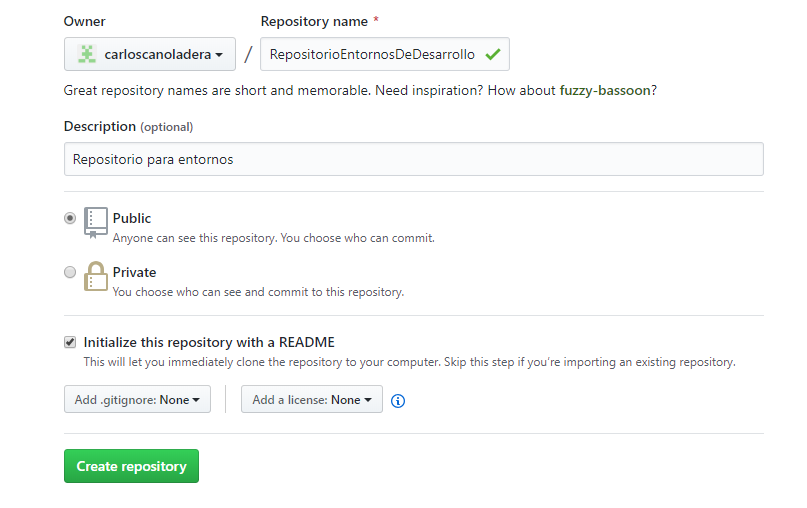 Owner Repository name *
carloscanoladera / RepositorioEntornosDeDesarrollo
Great repository names are short and memorable. Need inspiration? How about fuzzy-bassoon?
Description (optional)
Repositorio para entornos
Public
Anyone can see this repository. You choose who can commit.
Private
You choose who can see and commit to this repository.
Initialize this repository with a README
This will let you immediately clone the repository to your computer. Skip this step if you're importing an existing repository.
Add .gitignore: None Add a license: None
Create repository